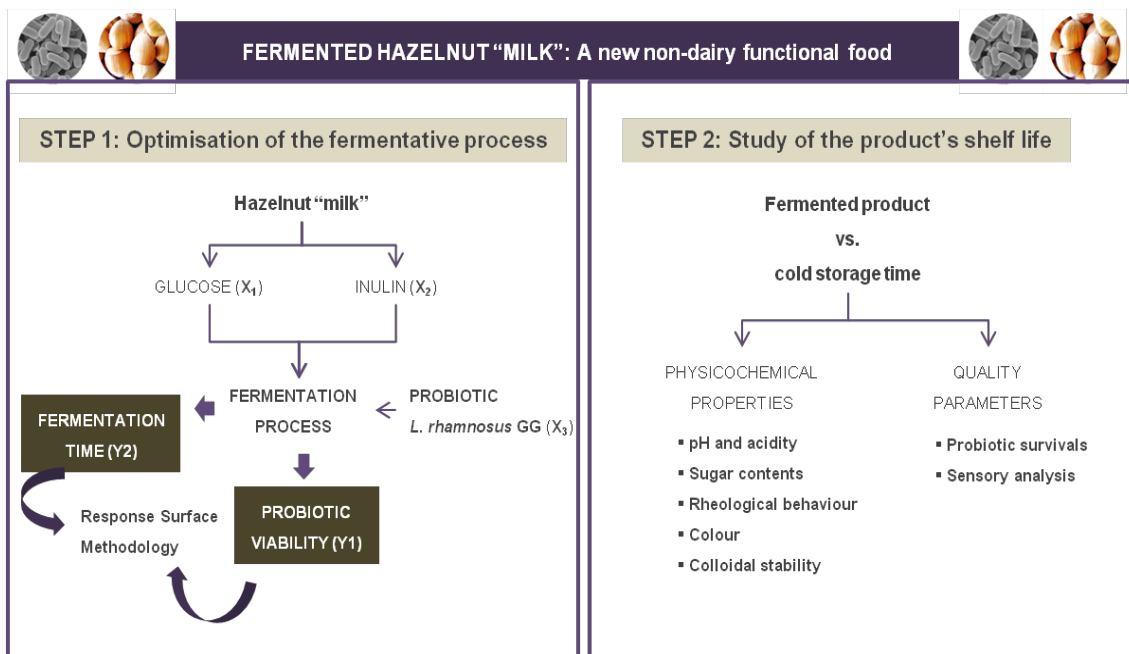 FERMENTED HAZELNUT “MILK”: A new non-dairy functional food
STEP 1: Optimisation of the fermentative process
Hazelnut “milk”
GLUCOSE (X₁)
INULIN (X₂)
FERMENTATION
PROCESS
PROBIOTIC
L. rhamnosus GG (X₃)
FERMENTATION
TIME (Y2)
PROBIOTIC
VIABILITY (Y1)
Response Surface
Methodology
STEP 2: Study of the product’s shelf life
Fermented product
vs.
cold storage time
PHYSICOCHEMICAL
PROPERTIES
▪ pH and acidity
▪ Sugar contents
▪ Rheological behaviour
▪ Colour
▪ Colloidal stability
QUALITY
PARAMETERS
▪ Probiotic survivals
▪ Sensory analysis